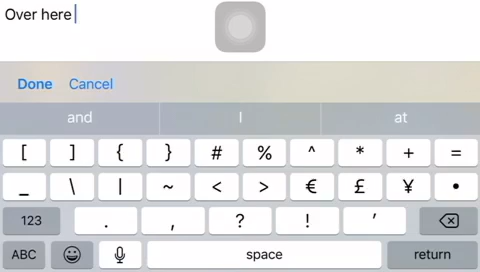 Over here
Done Cancel
and I at
[ ] { } # % ^ * + =
_ \ | ~ < > € £ ¥ •
123 . , ? ! ′
ABC space return